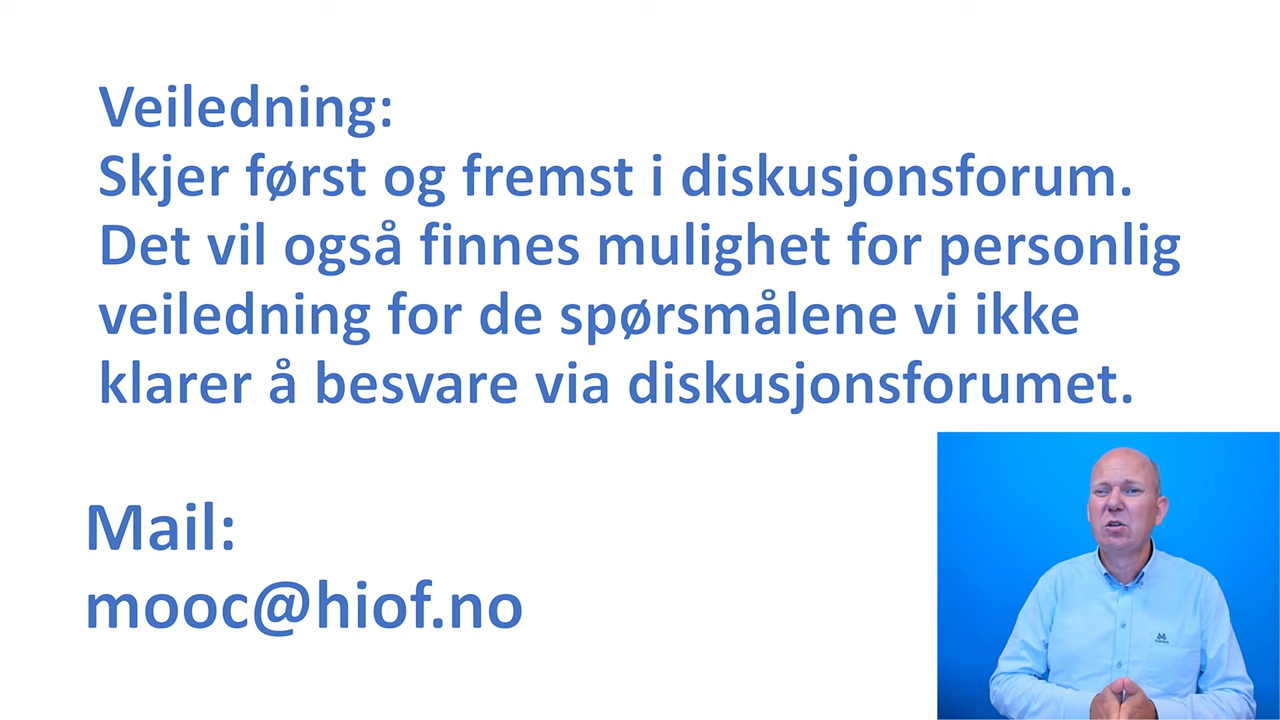 Veiledning:
Skjer først og fremst i diskusjonsforum.
Det vil også finnes mulighet for personlig
veiledning for de spørsmålene vi ikke
klarer å besvare via diskusjonsforumet.
Mail:
mooc@hiof.no